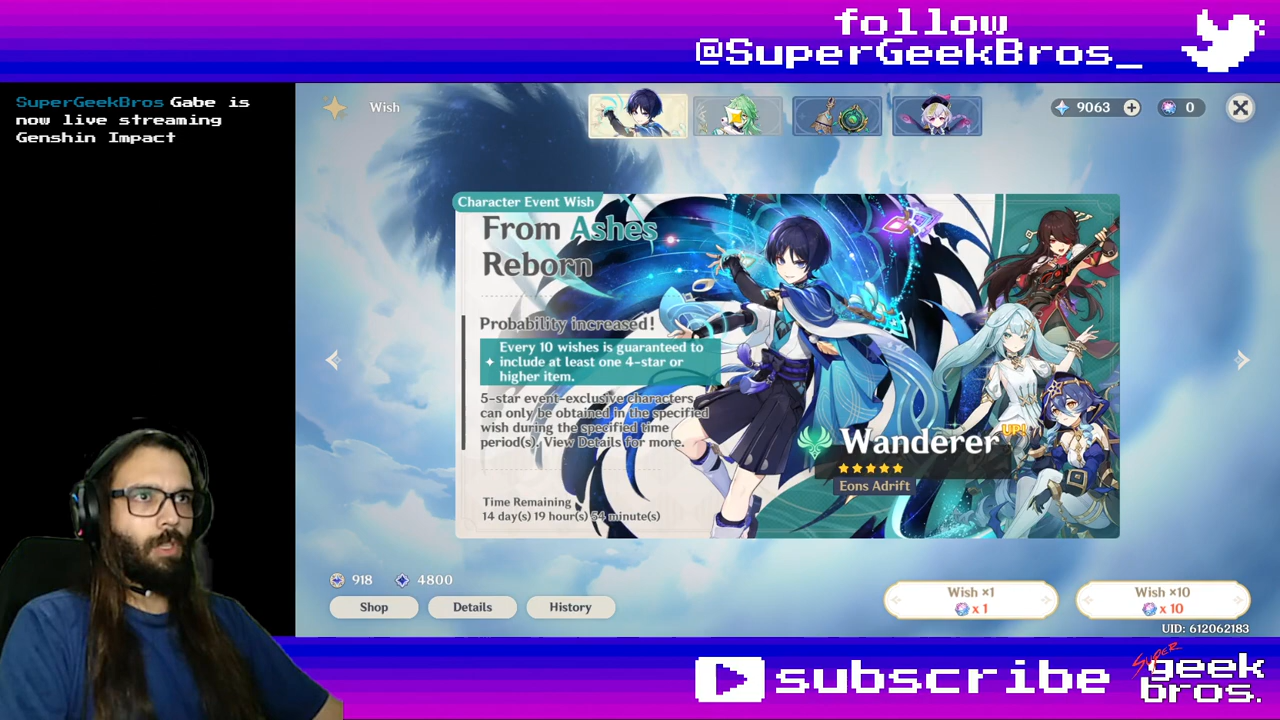 follow
@SuperGeekBros_
SuperGeekBros Gabe is
now live streaming
Genshin Impact
Wish
9063
0
Character Event Wish
From Ashes
Reborn
Probability increased!
Every 10 wishes is guaranteed to
include at least one 4-star or
higher item.
5-star event-exclusive characters
can only be obtained in the specified
wish during the specified time
period(s). View Details for more.
Time Remaining
14 day(s) 19 hour(s) 54 minute(s)
UP!
Wanderer
Eons Adrift
918
4800
Shop
Details
History
Wish ×1
x 1
Wish ×10
x 10
UID: 612062183
subscribe
Super
geek
bros.